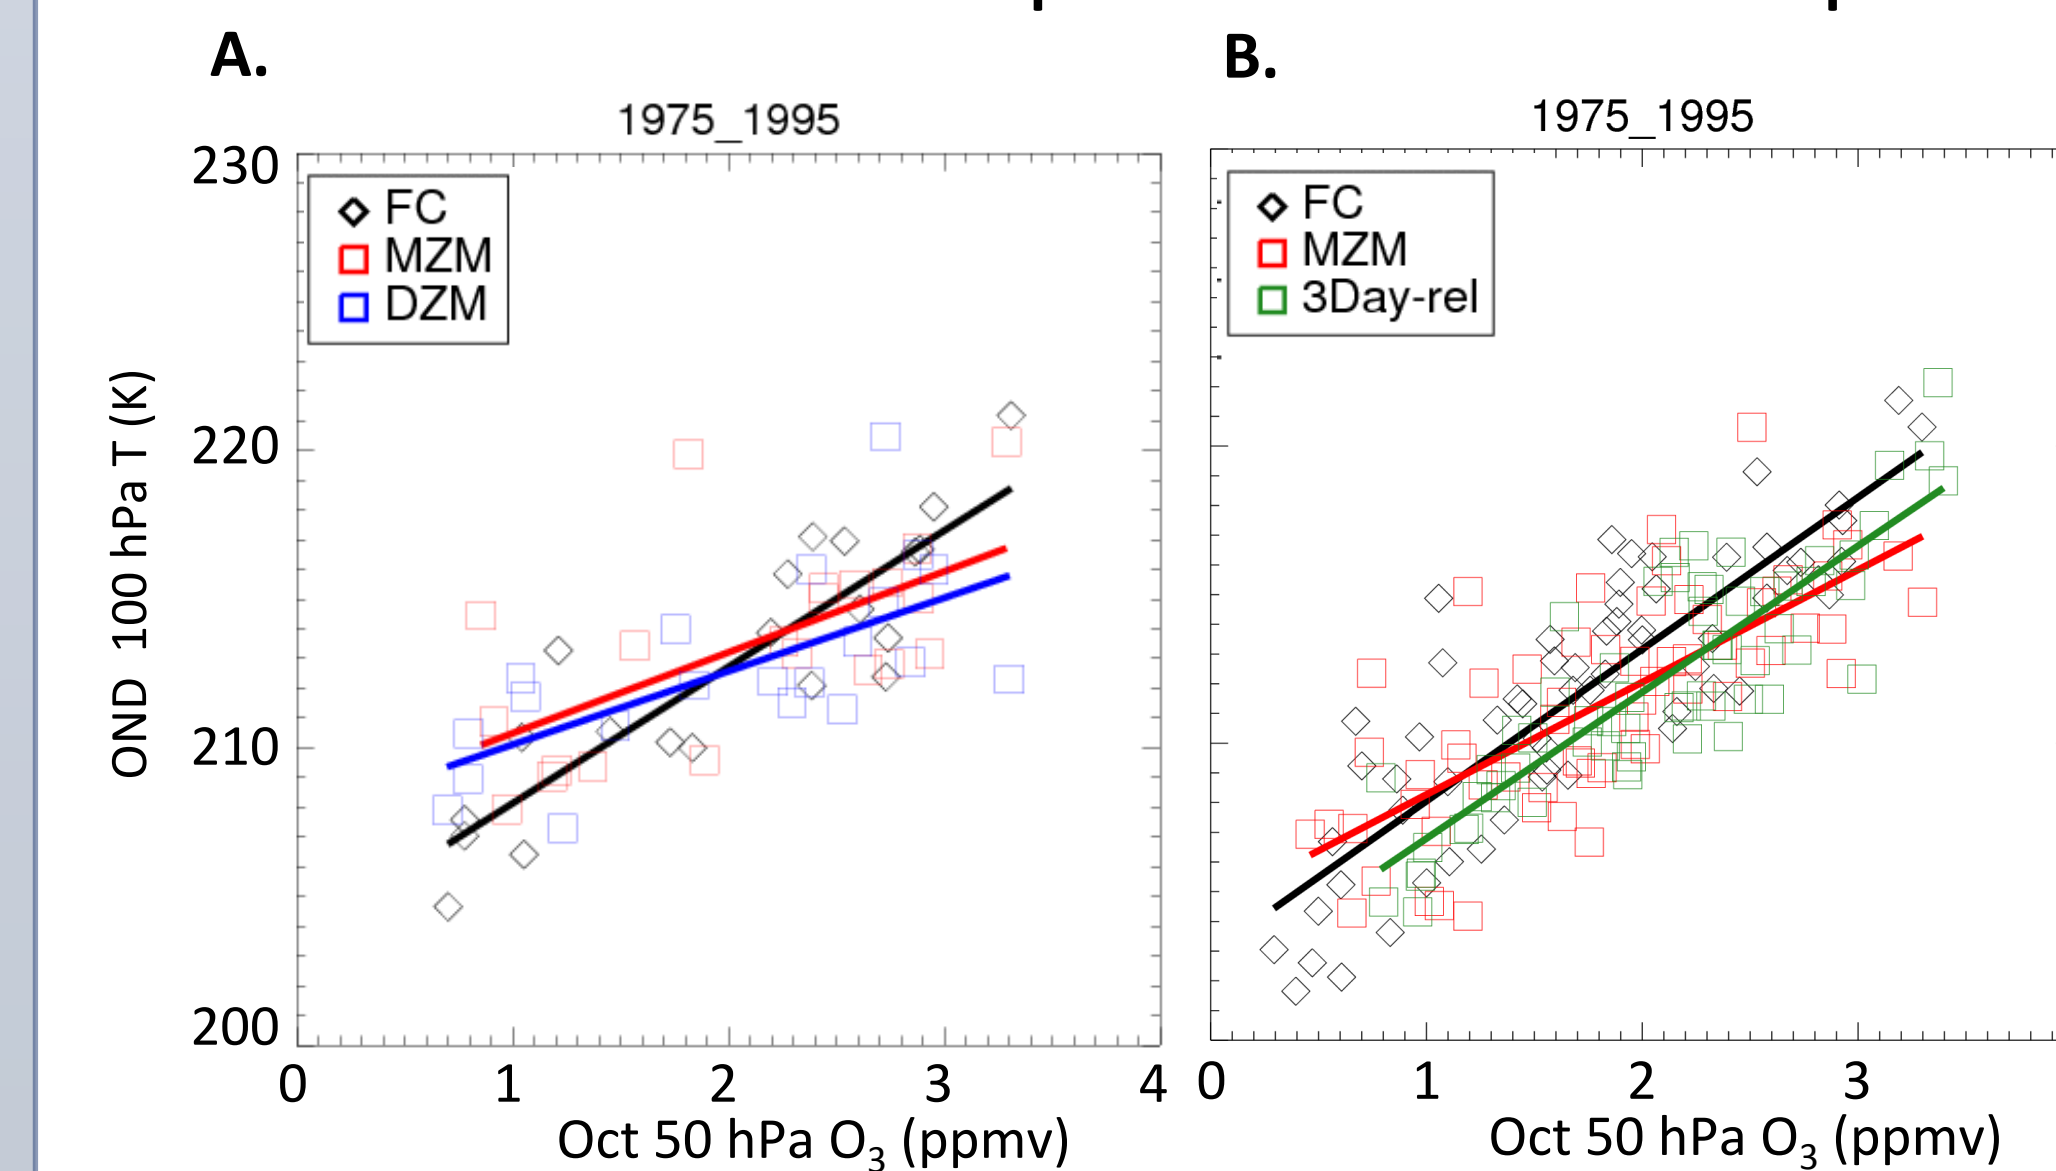 A.
1975_1995
230
220
210
200
OND 100 hPa T (K)
FC
MZM
DZM
0 1 2 3 4
Oct 50 hPa O₃ (ppmv)
B.
1975_1995
FC
MZM
3Day-rel
0 1 2 3
Oct 50 hPa O₃ (ppmv)